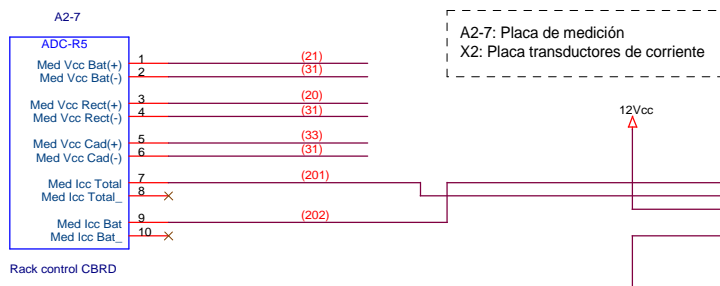 A2-7
ADC-R5
Med Vcc Bat(+) 1 (21)
Med Vcc Bat(-) 2 (31)
Med Vcc Rect(+) 3 (20)
Med Vcc Rect(-) 4 (31)
Med Vcc Cad(+) 5 (33)
Med Vcc Cad(-) 6 (31)
Med Icc Total 7 (201)
Med Icc Total_ 8
Med Icc Bat 9 (202)
Med Icc Bat_ 10
Rack control CBRD
A2-7: Placa de medición
X2: Placa transductores de corriente
12Vcc